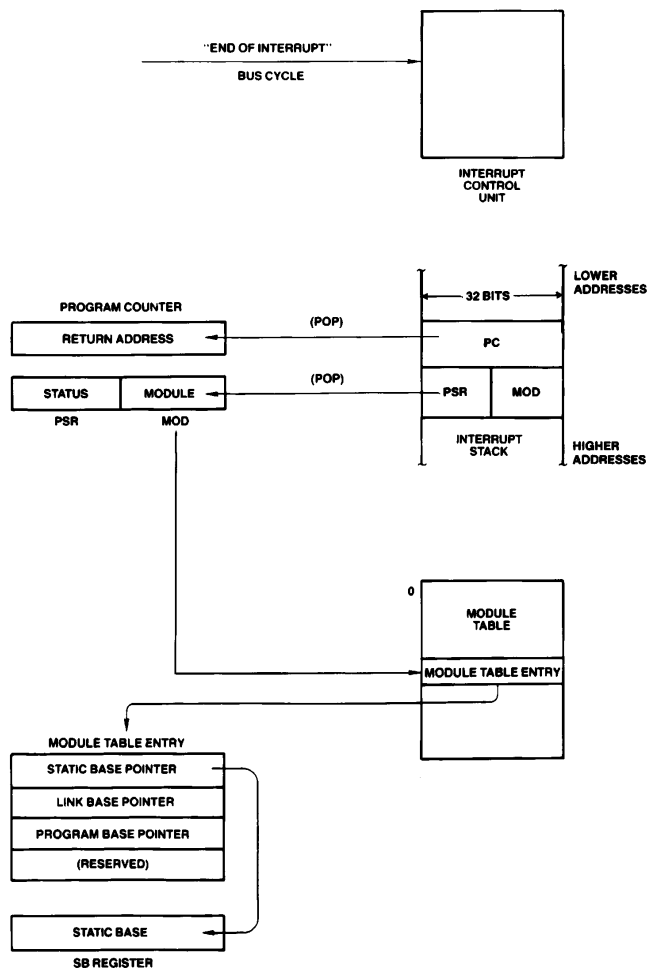 "END OF INTERRUPT"
BUS CYCLE
INTERRUPT
CONTROL
UNIT
LOWER
ADDRESSES
32 BITS
PROGRAM COUNTER
(POP)
RETURN ADDRESS
PC
(POP)
STATUS
MODULE
PSR
MOD
PSR
MOD
INTERRUPT
STACK
HIGHER
ADDRESSES
0
MODULE
TABLE
MODULE TABLE ENTRY
MODULE TABLE ENTRY
STATIC BASE POINTER
LINK BASE POINTER
PROGRAM BASE POINTER
(RESERVED)
STATIC BASE
SB REGISTER